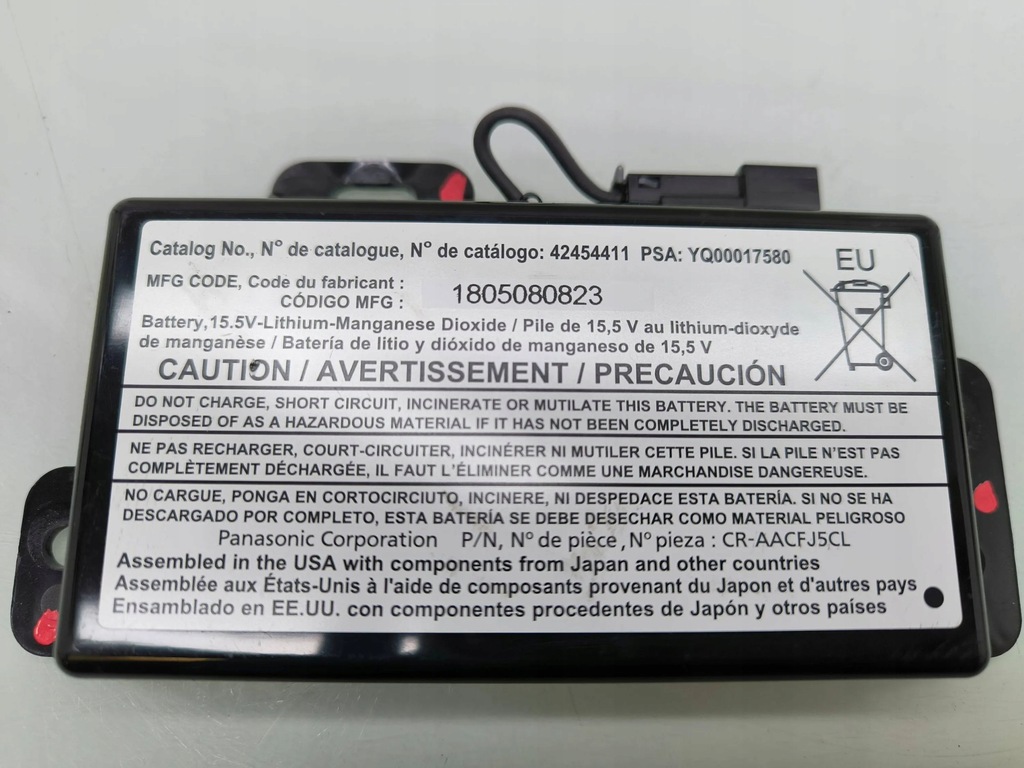 Catalog No., Nº de catalogue, Nº de catálogo: 42454411 PSA: YQ00017580
EU
MFG CODE, Code du fabricant :
CÓDIGO MFG :
1805080823
Battery,15.5V-Lithium-Manganese Dioxide / Pile de 15,5 V au lithium-dioxyde
de manganèse / Batería de litio y dióxido de manganeso de 15,5 V
CAUTION / AVERTISSEMENT / PRECAUCIÓN
DO NOT CHARGE, SHORT CIRCUIT, INCINERATE OR MUTILATE THIS BATTERY. THE BATTERY MUST BE
DISPOSED OF AS A HAZARDOUS MATERIAL IF IT HAS NOT BEEN COMPLETELY DISCHARGED.
NE PAS RECHARGER, COURT-CIRCUITER, INCINÉRER NI MUTILER CETTE PILE. SI LA PILE N'EST PAS
COMPLÈTEMENT DÉCHARGÉE, IL FAUT L'ÉLIMINER COMME UNE MARCHANDISE DANGEREUSE.
NO CARGUE, PONGA EN CORTOCIRCIUTO, INCINERE, NI DESPEDACE ESTA BATERÍA. SI NO SE HA
DESCARGADO POR COMPLETO, ESTA BATERÍA SE DEBE DESECHAR COMO MATERIAL PELIGROSO
Panasonic Corporation P/N, Nº de pièce, Nº pieza : CR-AACFJ5CL
Assembled in the USA with components from Japan and other countries
Assemblée aux États-Unis à l'aide de composants provenant du Japon et d'autres pays
Ensamblado en EE.UU. con componentes procedentes de Japón y otros países